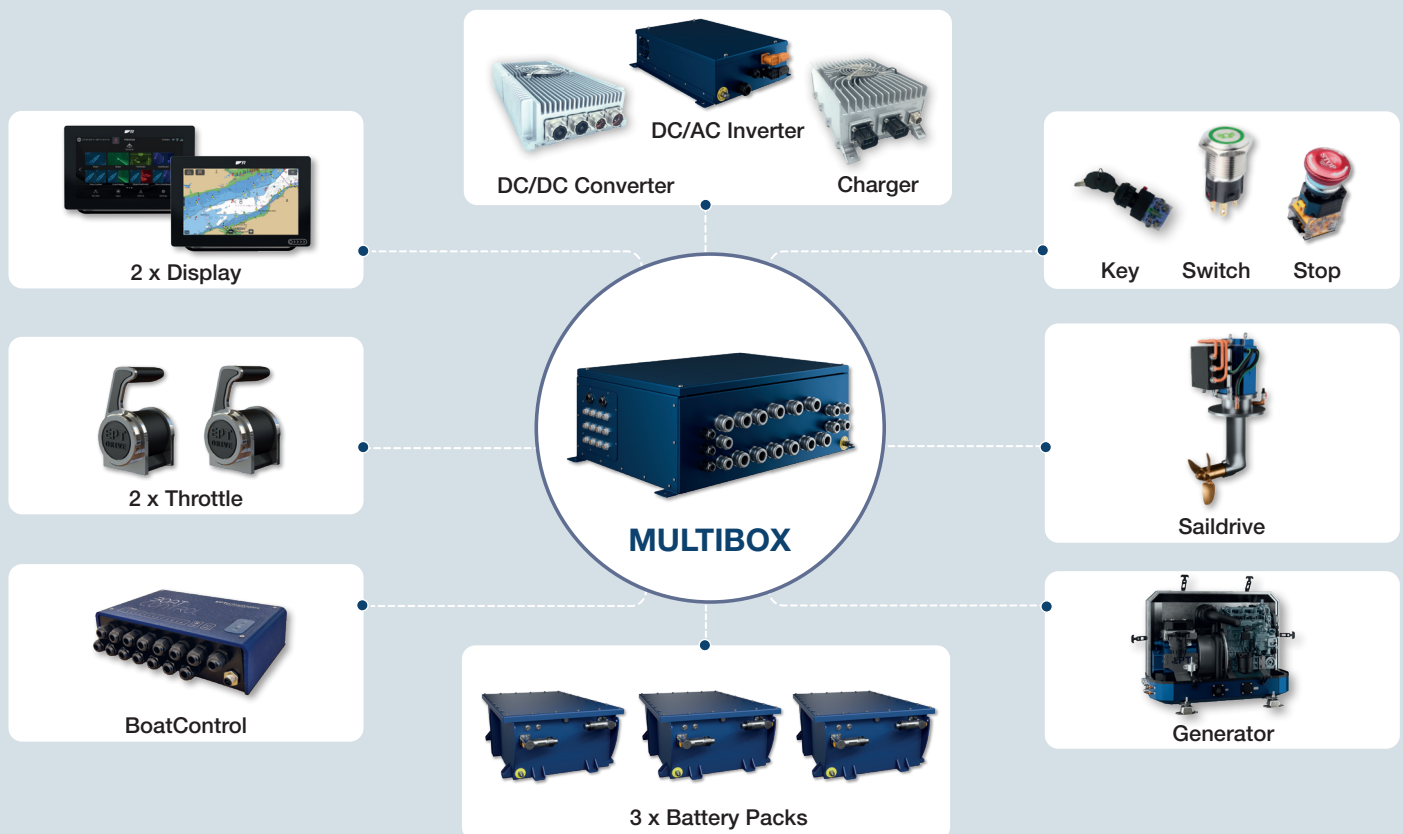 DC/AC Inverter
DC/DC Converter
Charger
2 x Display
Key
Switch
Stop
STOP
2 x Throttle
MULTIBOX
Saildrive
BoatControl
Generator
3 x Battery Packs